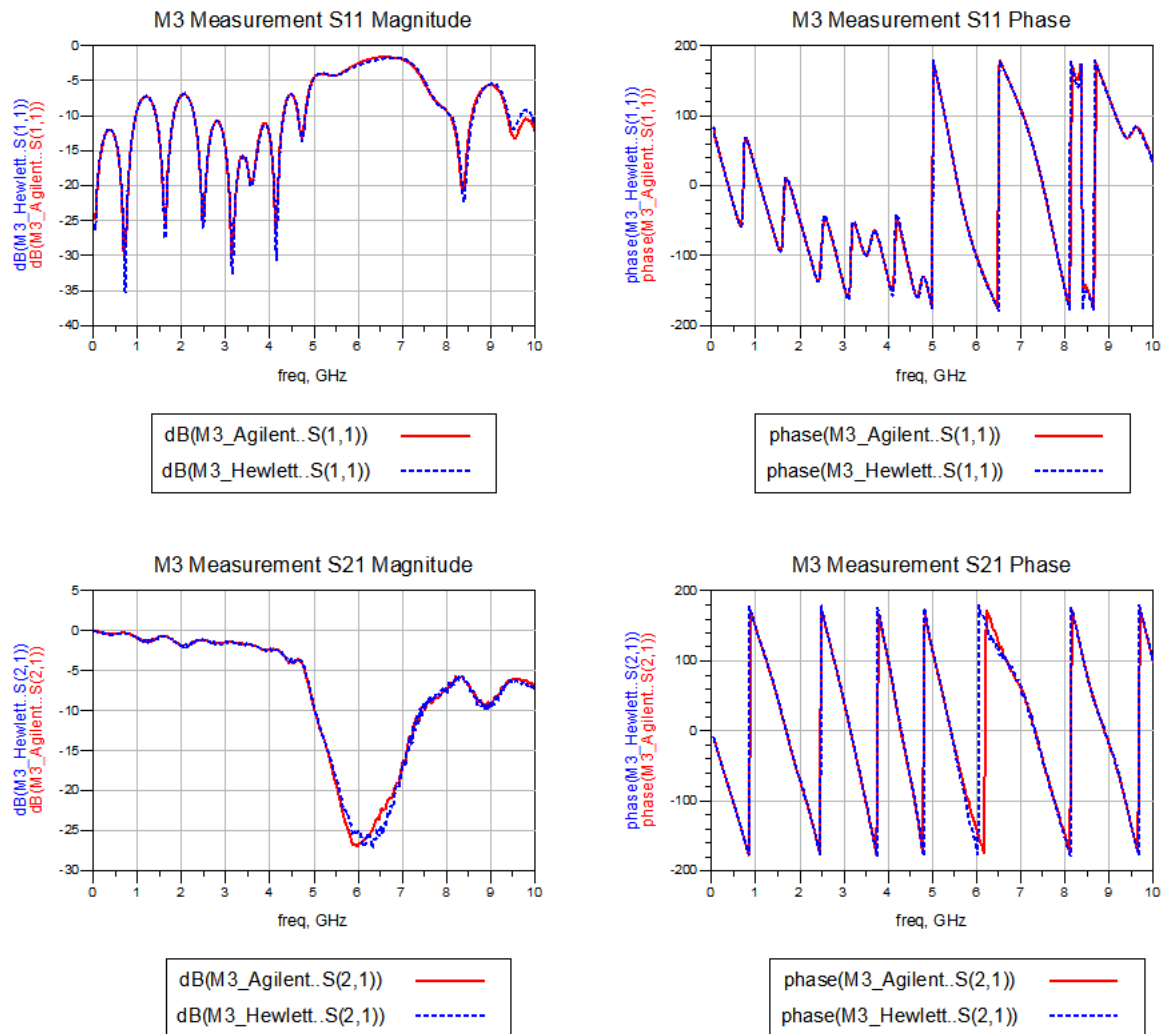 M3 Measurement S11 Magnitude
dB(M3_Hewlett..S(1,1))
dB(M3_Agilent..S(1,1))
0
-5
-10
-15
-20
-25
-30
-35
-40
0 1 2 3 4 5 6 7 8 9 10
freq, GHz
dB(M3_Agilent..S(1,1))
dB(M3_Hewlett..S(1,1))
M3 Measurement S11 Phase
phase(M3_Hewlett..S(1,1))
phase(M3_Agilent..S(1,1))
200
100
0
-100
-200
0 1 2 3 4 5 6 7 8 9 10
freq, GHz
phase(M3_Agilent..S(1,1))
phase(M3_Hewlett..S(1,1))
M3 Measurement S21 Magnitude
dB(M3_Hewlett..S(2,1))
dB(M3_Agilent..S(2,1))
5
0
-5
-10
-15
-20
-25
-30
0 1 2 3 4 5 6 7 8 9 10
freq, GHz
dB(M3_Agilent..S(2,1))
dB(M3_Hewlett..S(2,1))
M3 Measurement S21 Phase
phase(M3_Hewlett..S(2,1))
phase(M3_Agilent..S(2,1))
200
100
0
-100
-200
0 1 2 3 4 5 6 7 8 9 10
freq, GHz
phase(M3_Agilent..S(2,1))
phase(M3_Hewlett..S(2,1))